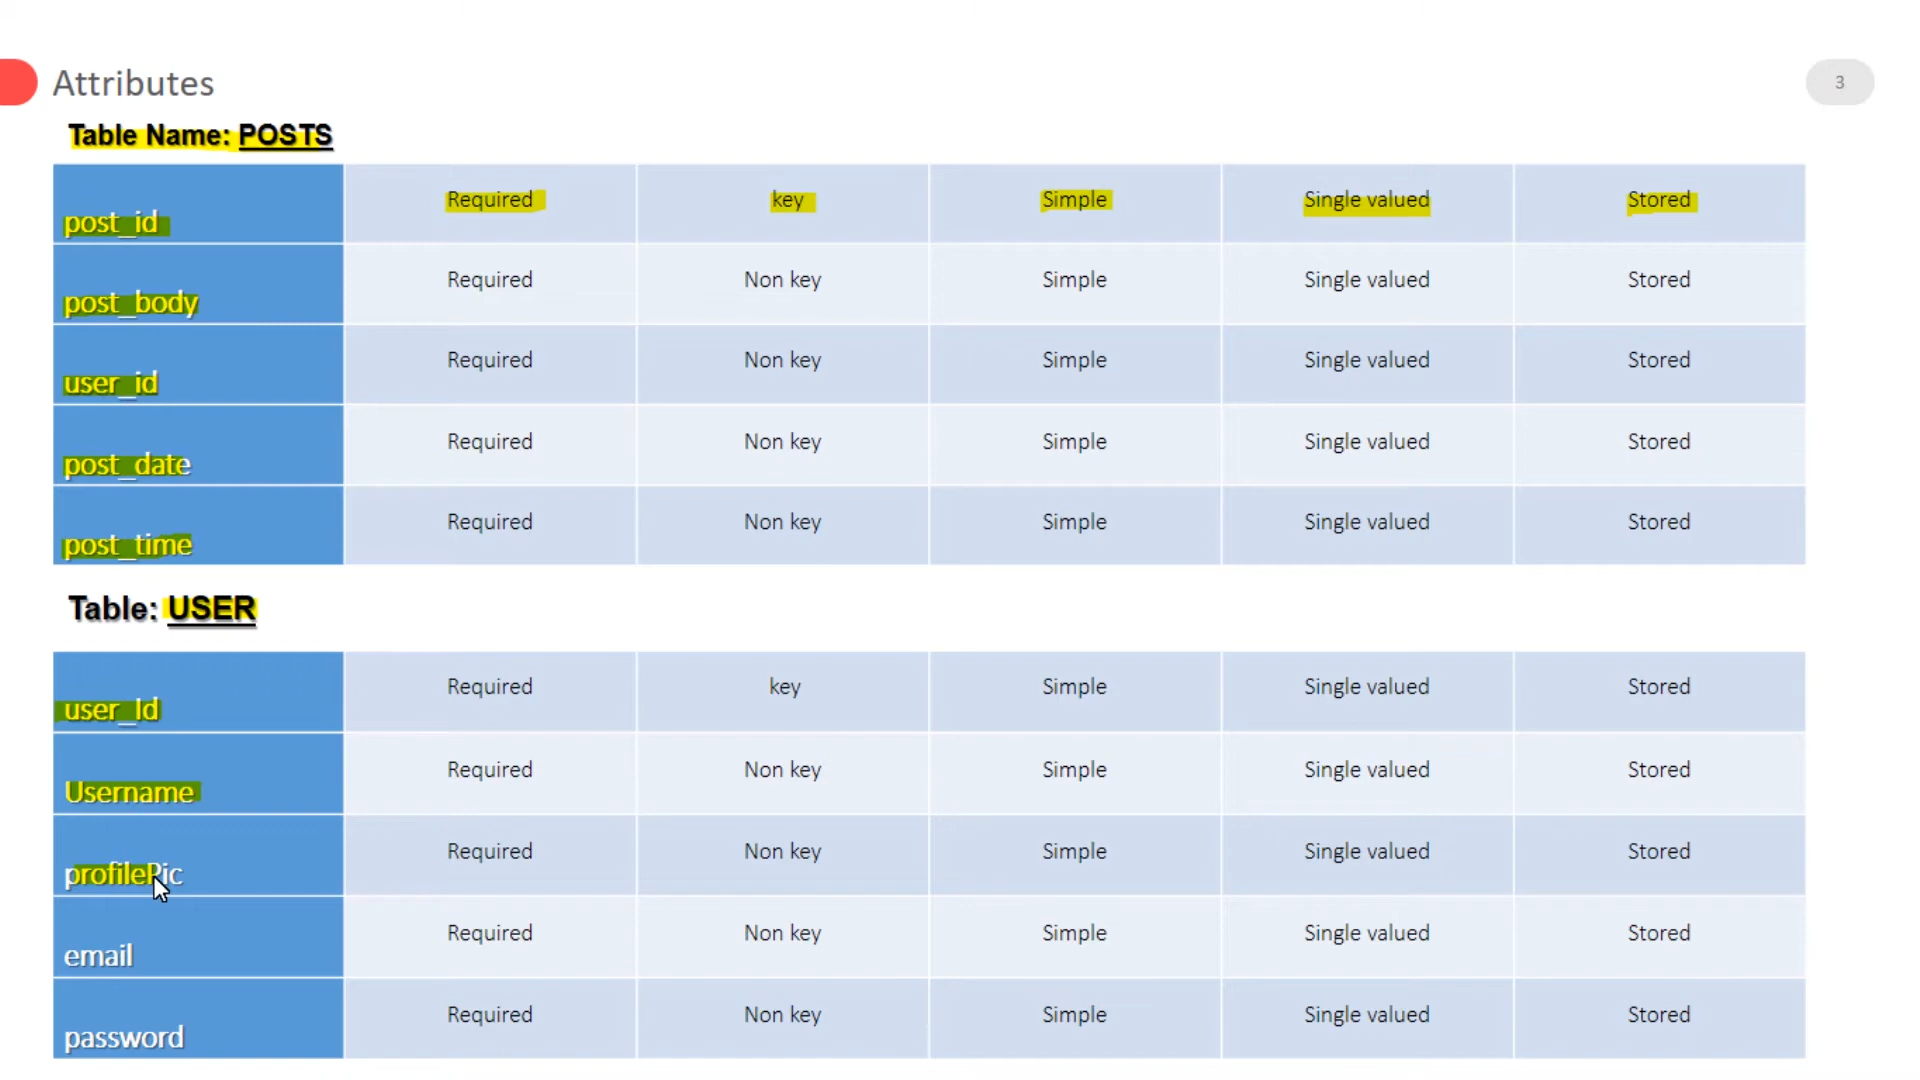 Attributes
3
Table Name: POSTS
post_id Required key Simple Single valued Stored
post_body Required Non key Simple Single valued Stored
user_id Required Non key Simple Single valued Stored
post_date Required Non key Simple Single valued Stored
post_time Required Non key Simple Single valued Stored
Table: USER
user_Id Required key Simple Single valued Stored
Username Required Non key Simple Single valued Stored
profilePic Required Non key Simple Single valued Stored
email Required Non key Simple Single valued Stored
password Required Non key Simple Single valued Stored